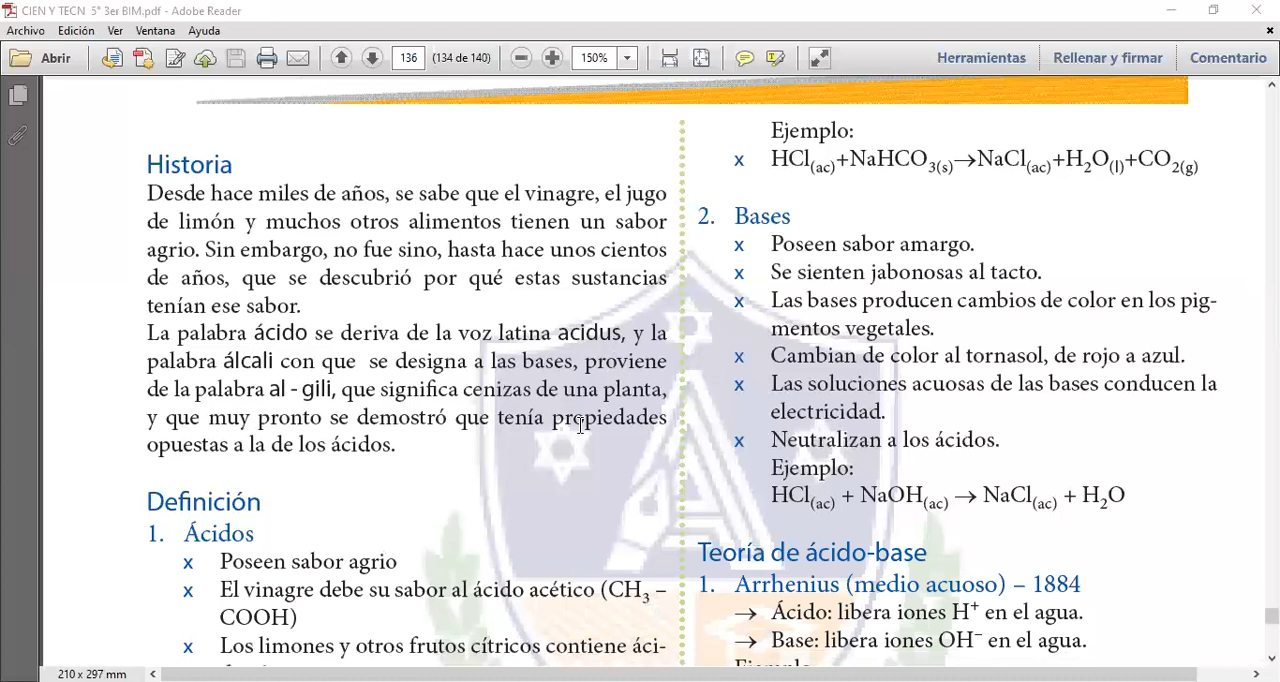 CIEN Y TECN 5° 3er BIM.pdf - Adobe Reader
Archivo Edición Ver Ventana Ayuda
Abrir 136 (134 de 140) 150% Herramientas Rellenar y firmar Comentario
Historia
Desde hace miles de años, se sabe que el vinagre, el jugo
de limón y muchos otros alimentos tienen un sabor
agrio. Sin embargo, no fue sino, hasta hace unos cientos
de años, que se descubrió por qué estas sustancias
tenían ese sabor.
La palabra ácido se deriva de la voz latina acidus, y la
palabra álcali con que se designa a las bases, proviene
de la palabra al - gili, que significa cenizas de una planta,
y que muy pronto se demostró que tenía propiedades
opuestas a la de los ácidos.
Definición
1. Ácidos
x Poseen sabor agrio
x El vinagre debe su sabor al ácido acético (CH₃ –
COOH)
x Los limones y otros frutos cítricos contiene áci-
Ejemplo:
x HCl(ac)+NaHCO₃(s)→NaCl(ac)+H₂O(l)+CO₂(g)
2. Bases
x Poseen sabor amargo.
x Se sienten jabonosas al tacto.
x Las bases producen cambios de color en los pig-
mentos vegetales.
x Cambian de color al tornasol, de rojo a azul.
x Las soluciones acuosas de las bases conducen la
electricidad.
x Neutralizan a los ácidos.
Ejemplo:
HCl(ac) + NaOH(ac) → NaCl(ac) + H₂O
Teoría de ácido-base
1. Arrhenius (medio acuoso) – 1884
→ Ácido: libera iones H⁺ en el agua.
→ Base: libera iones OH⁻ en el agua.
Ejemplo
210 x 297 mm